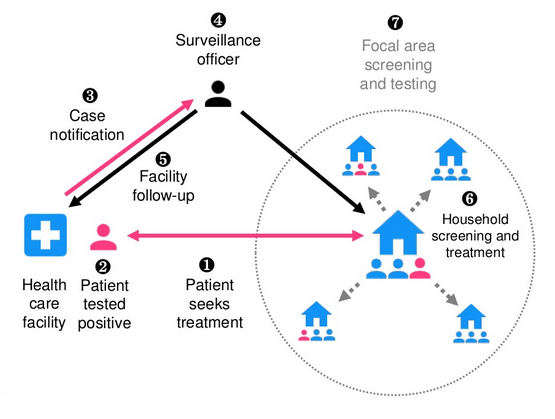 ❹
Surveillance
officer
❼
Focal area
screening
and testing
❸
Case
notification
❺
Facility
follow-up
❻
Household
screening and
treatment
Health
care
facility
❷
Patient
tested
positive
❶
Patient
seeks
treatment